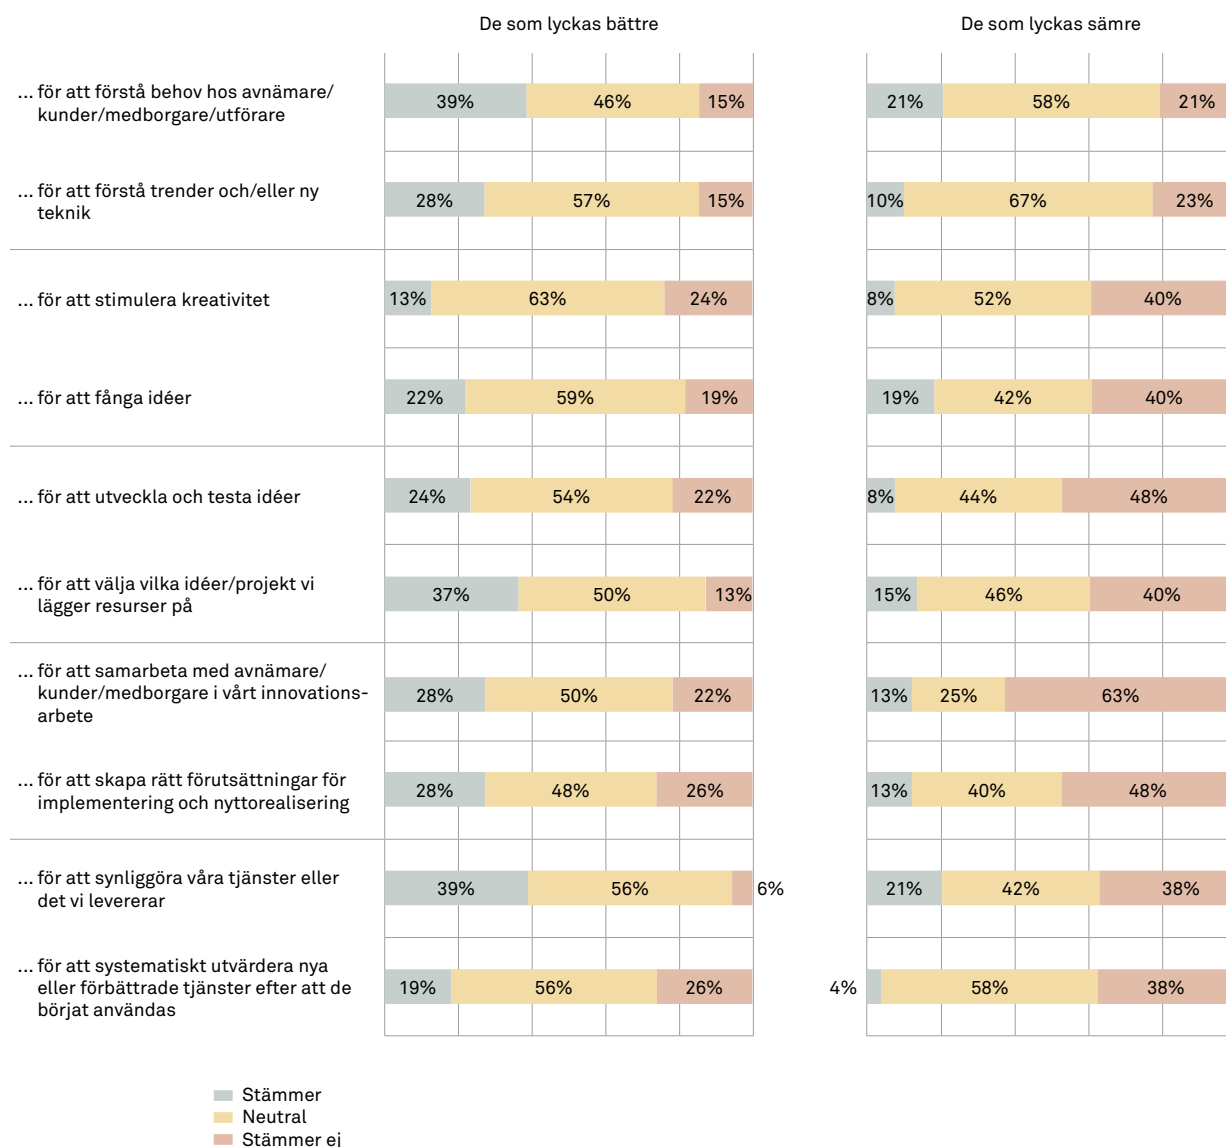 De som lyckas bättre
De som lyckas sämre
... för att förstå behov hos avnämare/
kunder/medborgare/utförare
39% 46% 15%
21% 58% 21%
... för att förstå trender och/eller ny
teknik
28% 57% 15%
10% 67% 23%
... för att stimulera kreativitet
13% 63% 24%
8% 52% 40%
... för att fånga idéer
22% 59% 19%
19% 42% 40%
... för att utveckla och testa idéer
24% 54% 22%
8% 44% 48%
... för att välja vilka idéer/projekt vi
lägger resurser på
37% 50% 13%
15% 46% 40%
... för att samarbeta med avnämare/
kunder/medborgare i vårt innovations-
arbete
28% 50% 22%
13% 25% 63%
... för att skapa rätt förutsättningar för
implementering och nyttorealisering
28% 48% 26%
13% 40% 48%
... för att synliggöra våra tjänster eller
det vi levererar
39% 56% 6%
21% 42% 38%
... för att systematiskt utvärdera nya
eller förbättrade tjänster efter att de
börjat användas
19% 56% 26%
4% 58% 38%
Stämmer
Neutral
Stämmer ej